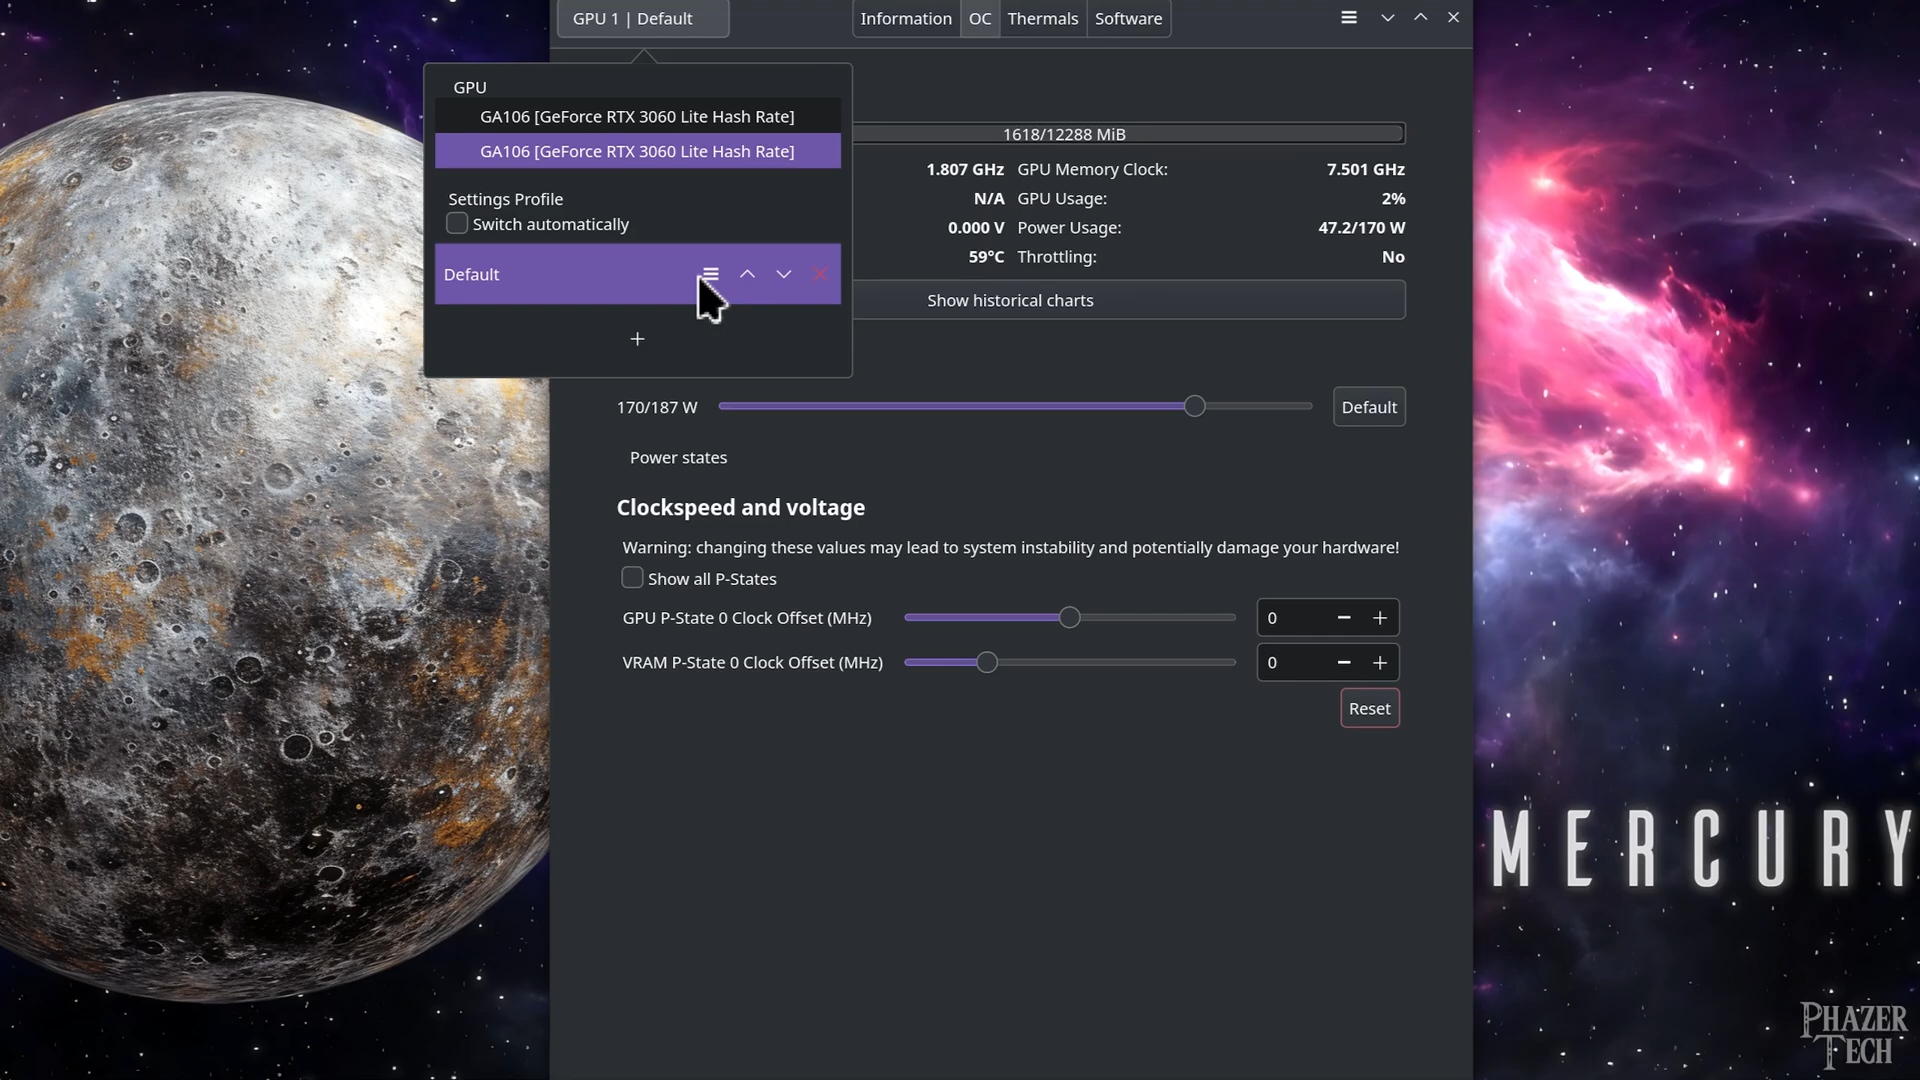 GPU 1 | Default
Information
OC
Thermals
Software
GPU
GA106 [GeForce RTX 3060 Lite Hash Rate]
GA106 [GeForce RTX 3060 Lite Hash Rate]
Settings Profile
Switch automatically
Default
1618/12288 MiB
1.807 GHz GPU Memory Clock: 7.501 GHz
N/A GPU Usage: 2%
0.000 V Power Usage: 47.2/170 W
59°C Throttling: No
Show historical charts
170/187 W
Default
Power states
Clockspeed and voltage
Warning: changing these values may lead to system instability and potentially damage your hardware!
Show all P-States
GPU P-State 0 Clock Offset (MHz) 0
VRAM P-State 0 Clock Offset (MHz) 0
Reset
MERCURY
PHAZER
TECH